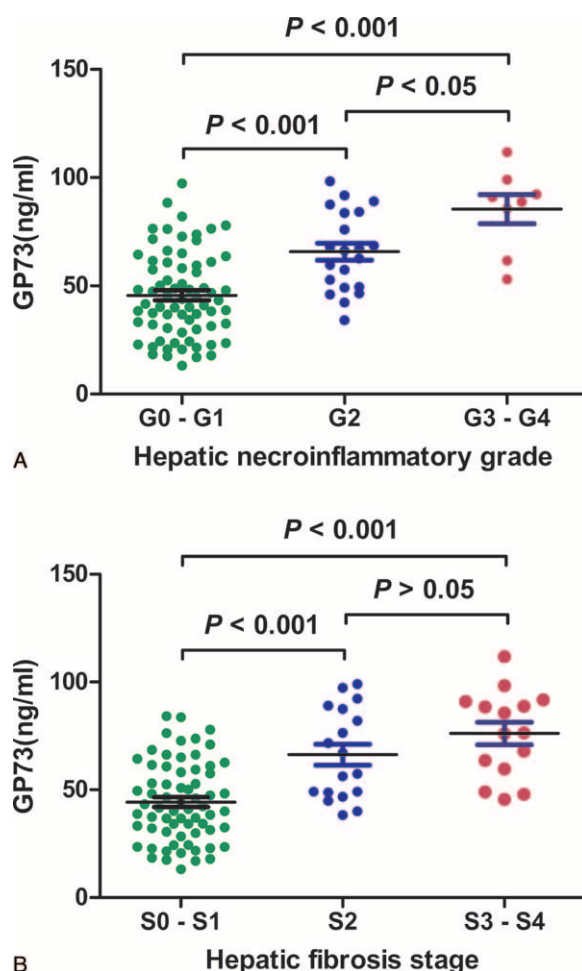 P < 0.001
150
P < 0.001
P < 0.05
100
GP73(ng/ml)
50
0
G0 - G1
G2
G3 - G4
A
Hepatic necroinflammatory grade
P < 0.001
150
P > 0.05
P < 0.001
100
GP73(ng/ml)
50
0
S0 - S1
S2
S3 - S4
B
Hepatic fibrosis stage